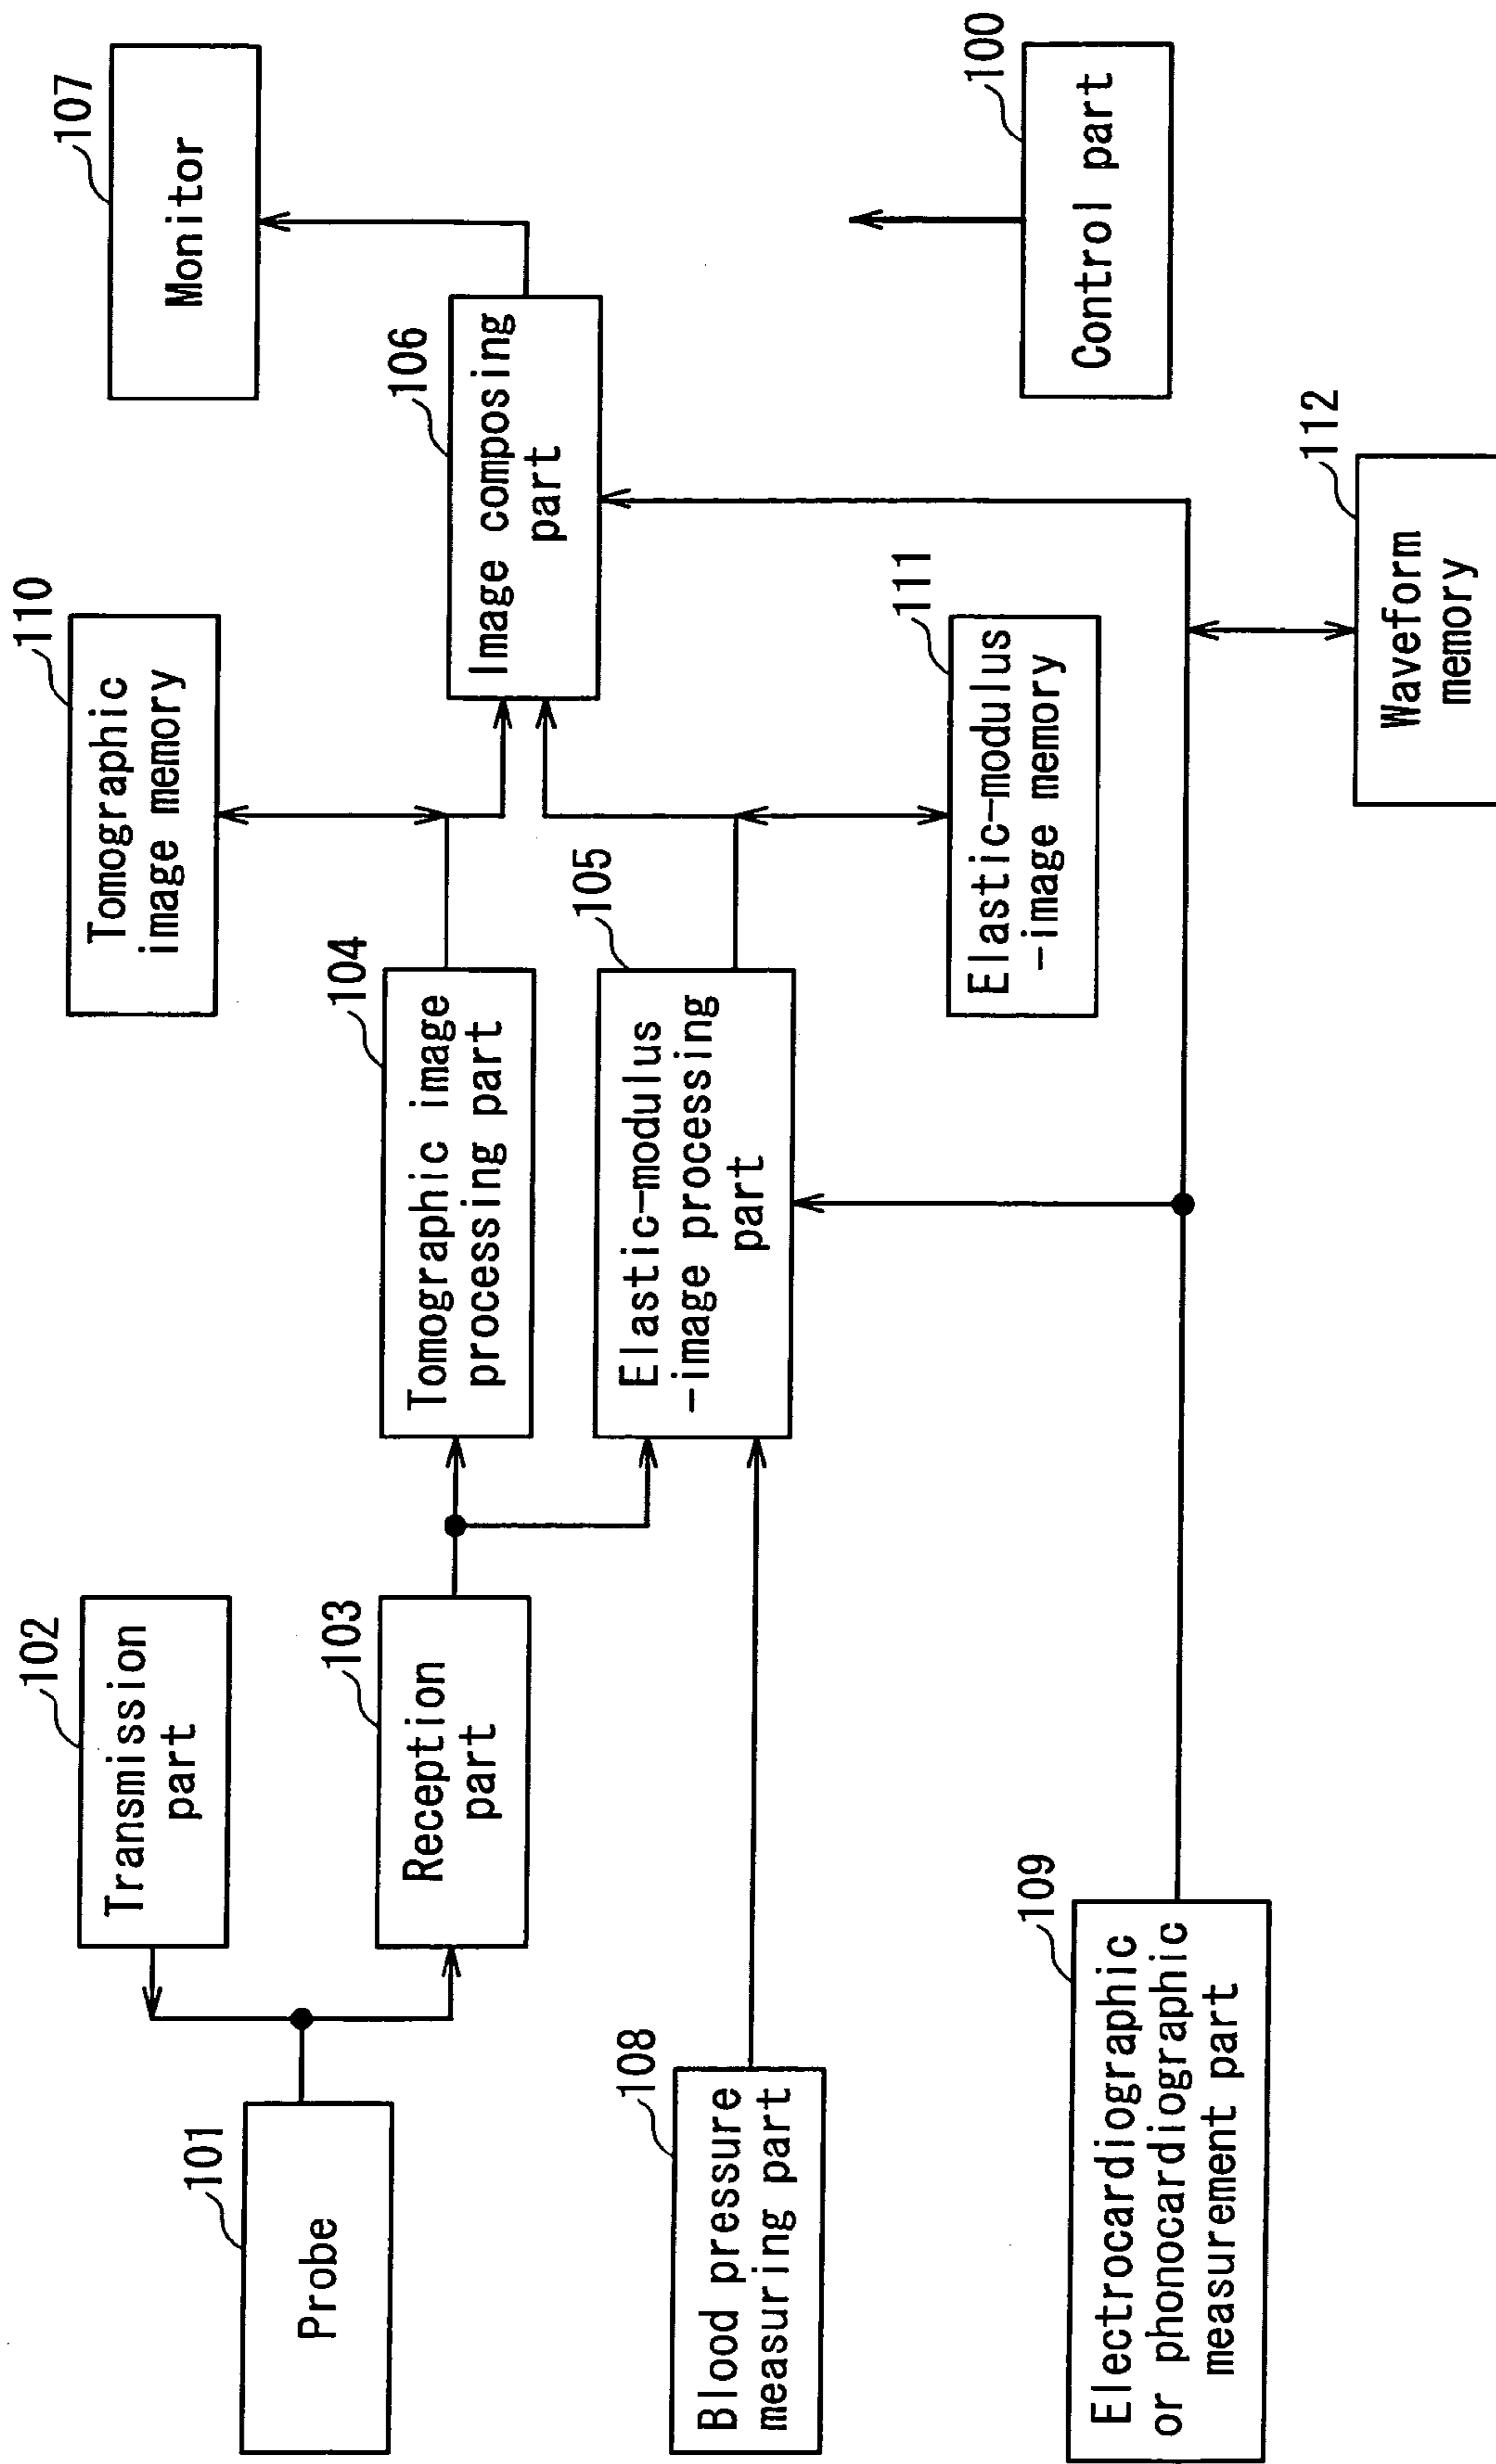 102
Transmission
part
110
Tomographic
image memory
107
Monitor
101
Probe
103
Reception
part
104
Tomographic image
processing part
106
Image composing
part
105
Elastic-modulus
-image processing
part
108
Blood pressure
measuring part
111
Elastic-modulus
-image memory
100
Control part
109
Electrocardiographic
or phonocardiographic
measurement part
112
Waveform
memory